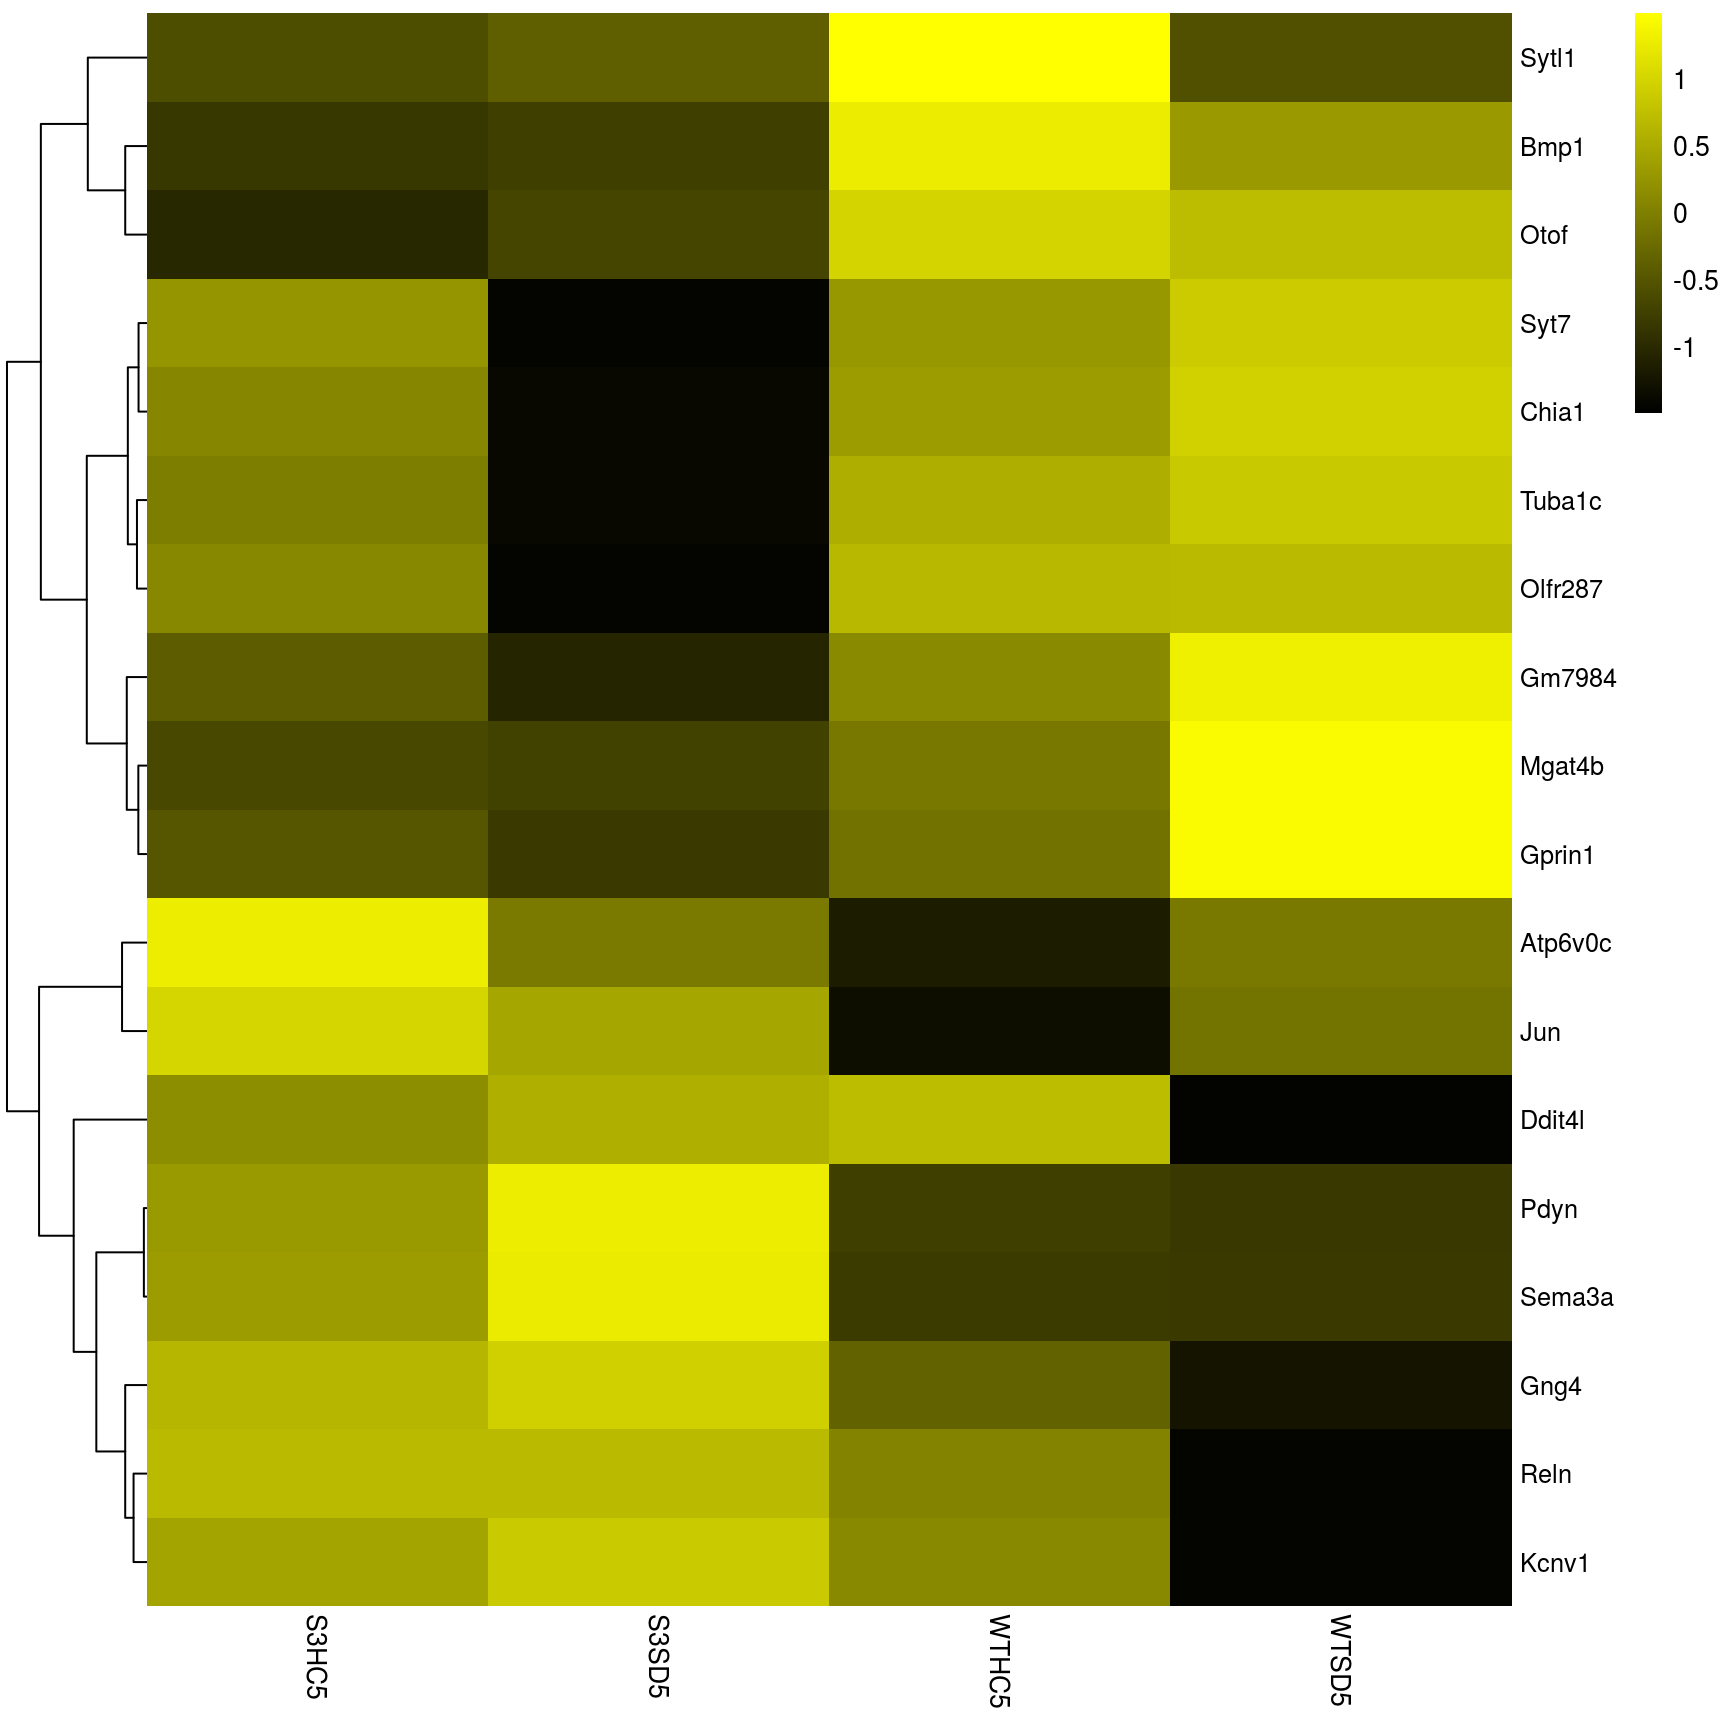 Sytl1
Bmp1
Otof
Syt7
Chia1
Tuba1c
Olfr287
Gm7984
Mgat4b
Gprin1
Atp6v0c
Jun
Ddit4l
Pdyn
Sema3a
Gng4
Reln
Kcnv1
1
0.5
0
-0.5
-1
S3HC5
S3SD5
WTHC5
WTSD5